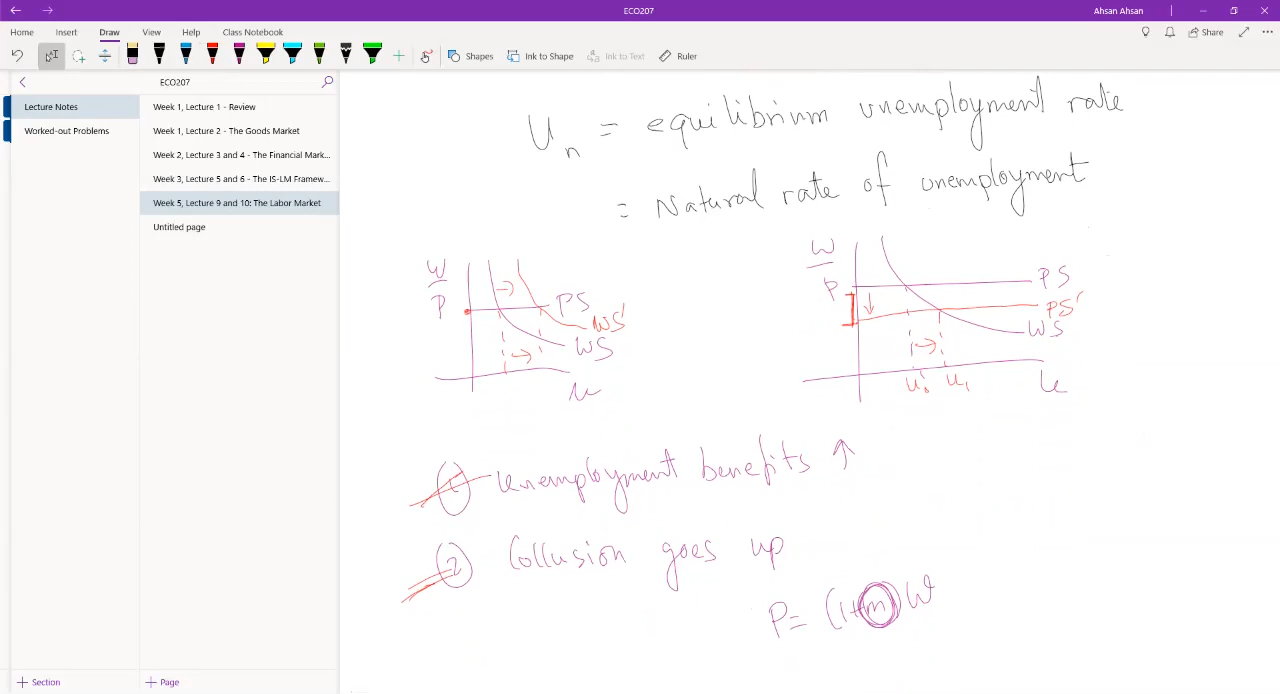 ECO207
Ahsan Ahsan
Home Insert Draw View Help Class Notebook
Share
Shapes Ink to Shape Ink to Text Ruler
ECO207
Lecture Notes
Worked-out Problems
Week 1, Lecture 1 - Review
Week 1, Lecture 2 - The Goods Market
Week 2, Lecture 3 and 4 - The Financial Mark...
Week 3, Lecture 5 and 6 - The IS-LM Framew...
Week 5, Lecture 9 and 10: The Labor Market
Untitled page
Un = equilibrium unemployment rate
= Natural rate of unemployment
W/P
PS
WS'
WS
u
W/P
PS
PS'
WS
u0 u1
u
1 Unemployment benefits ↑
2 Collusion goes up
P = (1+m) W
+ Section
+ Page